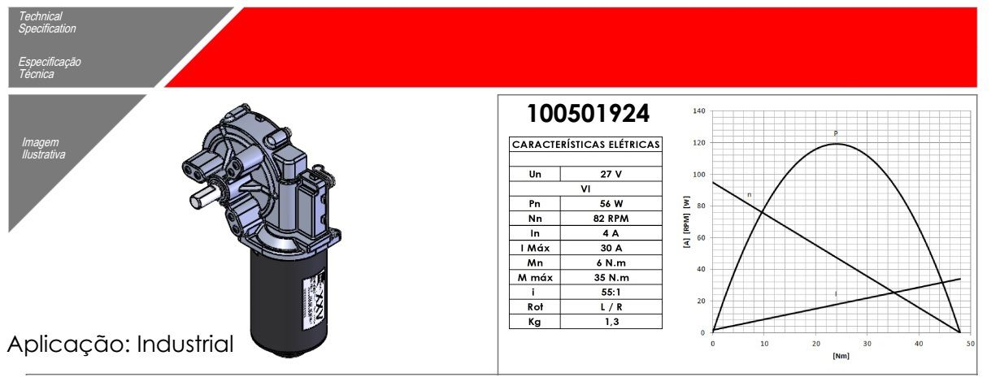 Technical
Specification
Especificação
Técnica
Imagem
Ilustrativa
Aplicação: Industrial
100501924
CARACTERÍSTICAS ELÉTRICAS
Un 27 V
VI
Pn 56 W
Nn 82 RPM
In 4 A
I Máx 30 A
Mn 6 N.m
M máx 35 N.m
i 55:1
Rot L / R
Kg 1,3
140
120
100
80
60
40
20
0
[A] [RPM] [W]
P
n
I
0 10 20 30 40 50
[Nm]